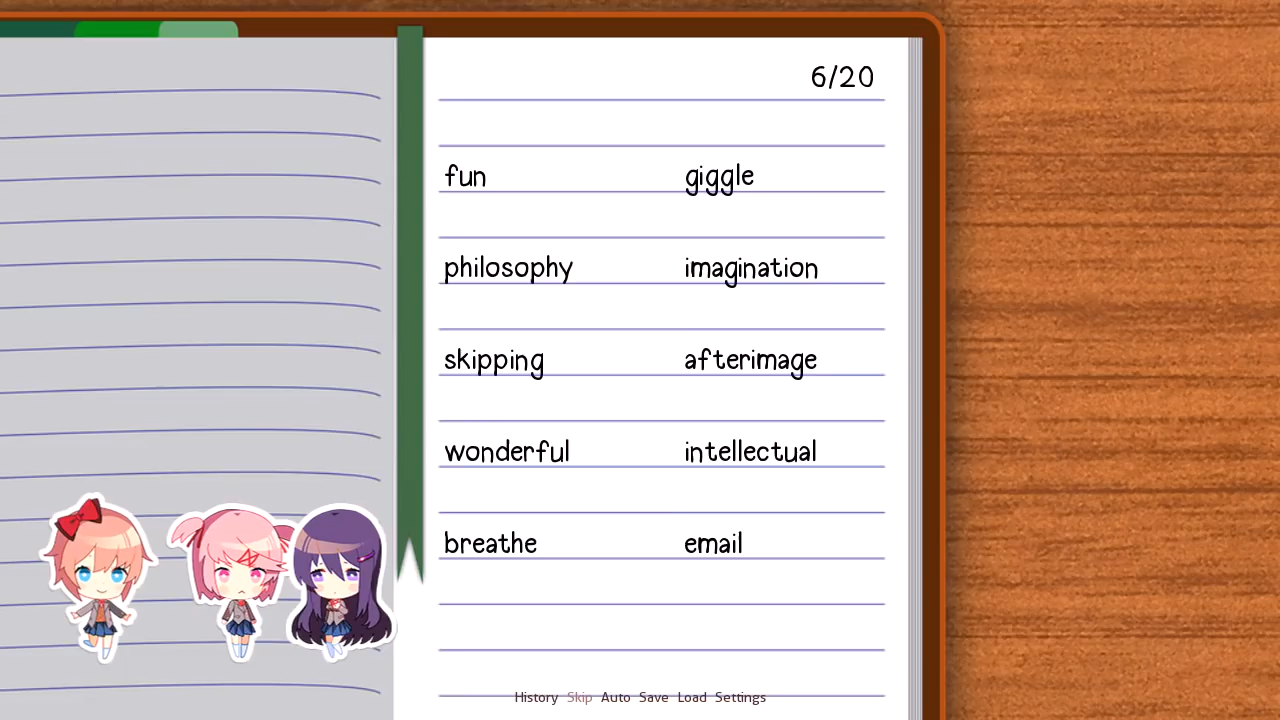 6/20
fun giggle
philosophy imagination
skipping afterimage
wonderful intellectual
breathe email
History Skip Auto Save Load Settings